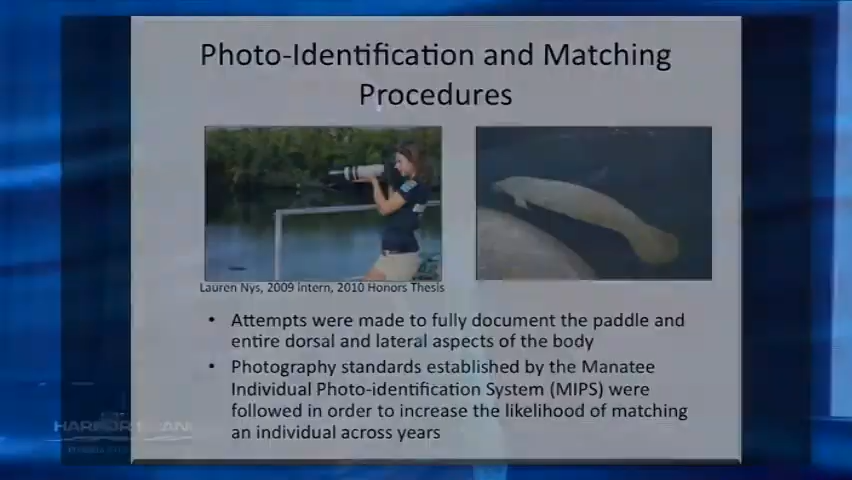 Photo-Identification and Matching
Procedures
Lauren Nys, 2009 intern, 2010 Honors Thesis
• Attempts were made to fully document the paddle and
entire dorsal and lateral aspects of the body
• Photography standards established by the Manatee
Individual Photo-identification System (MIPS) were
followed in order to increase the likelihood of matching
an individual across years